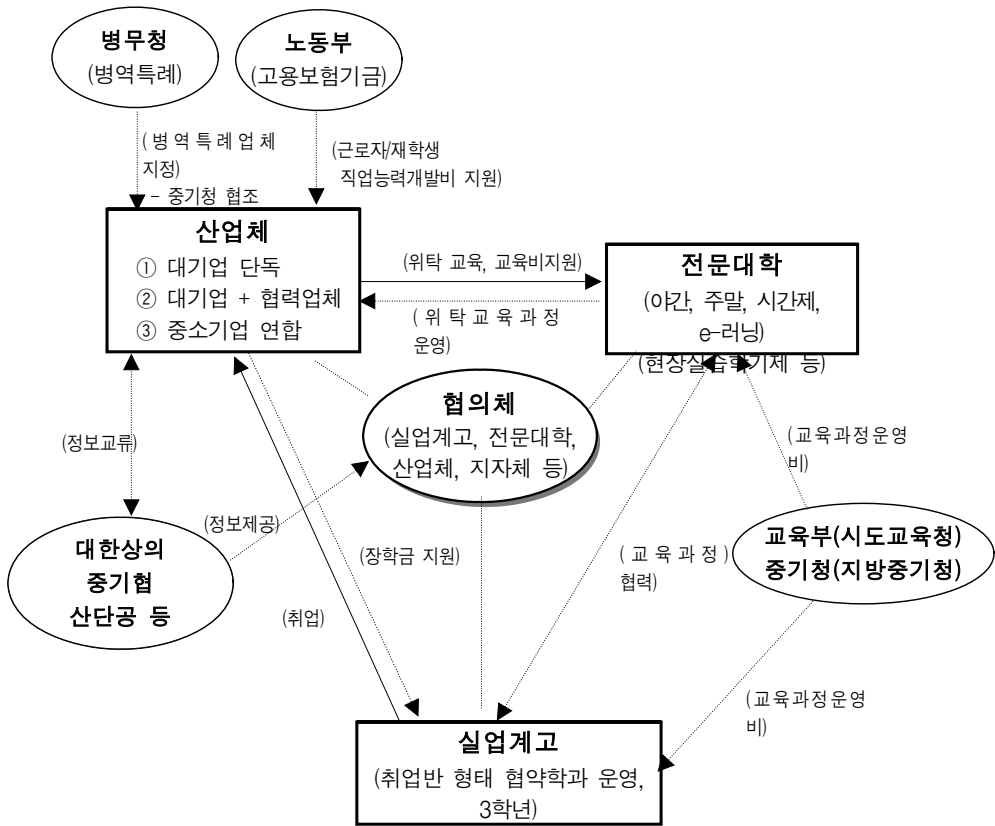 병무청
(병역특례)
노동부
(고용보험기금)
(병역특례업체
지정)
- 중기청 협조
(근로자/재학생
직업능력개발비 지원)
산업체
① 대기업 단독
② 대기업 + 협력업체
③ 중소기업 연합
(위탁 교육, 교육비지원)
(위탁교육과정
운영)
전문대학
(야간, 주말, 시간제,
e-러닝)
(현장실습학기제 등)
협의체
(실업계고, 전문대학,
산업체, 지자체 등)
(정보교류)
(정보제공)
대한상의
중기협
산단공 등
(장학금 지원)
(취업)
(교육과정)
협력)
(교육과정운영
비)
교육부(시도교육청)
중기청(지방중기청)
(교육과정운영
비)
실업계고
(취업반 형태 협약학과 운영,
3학년)